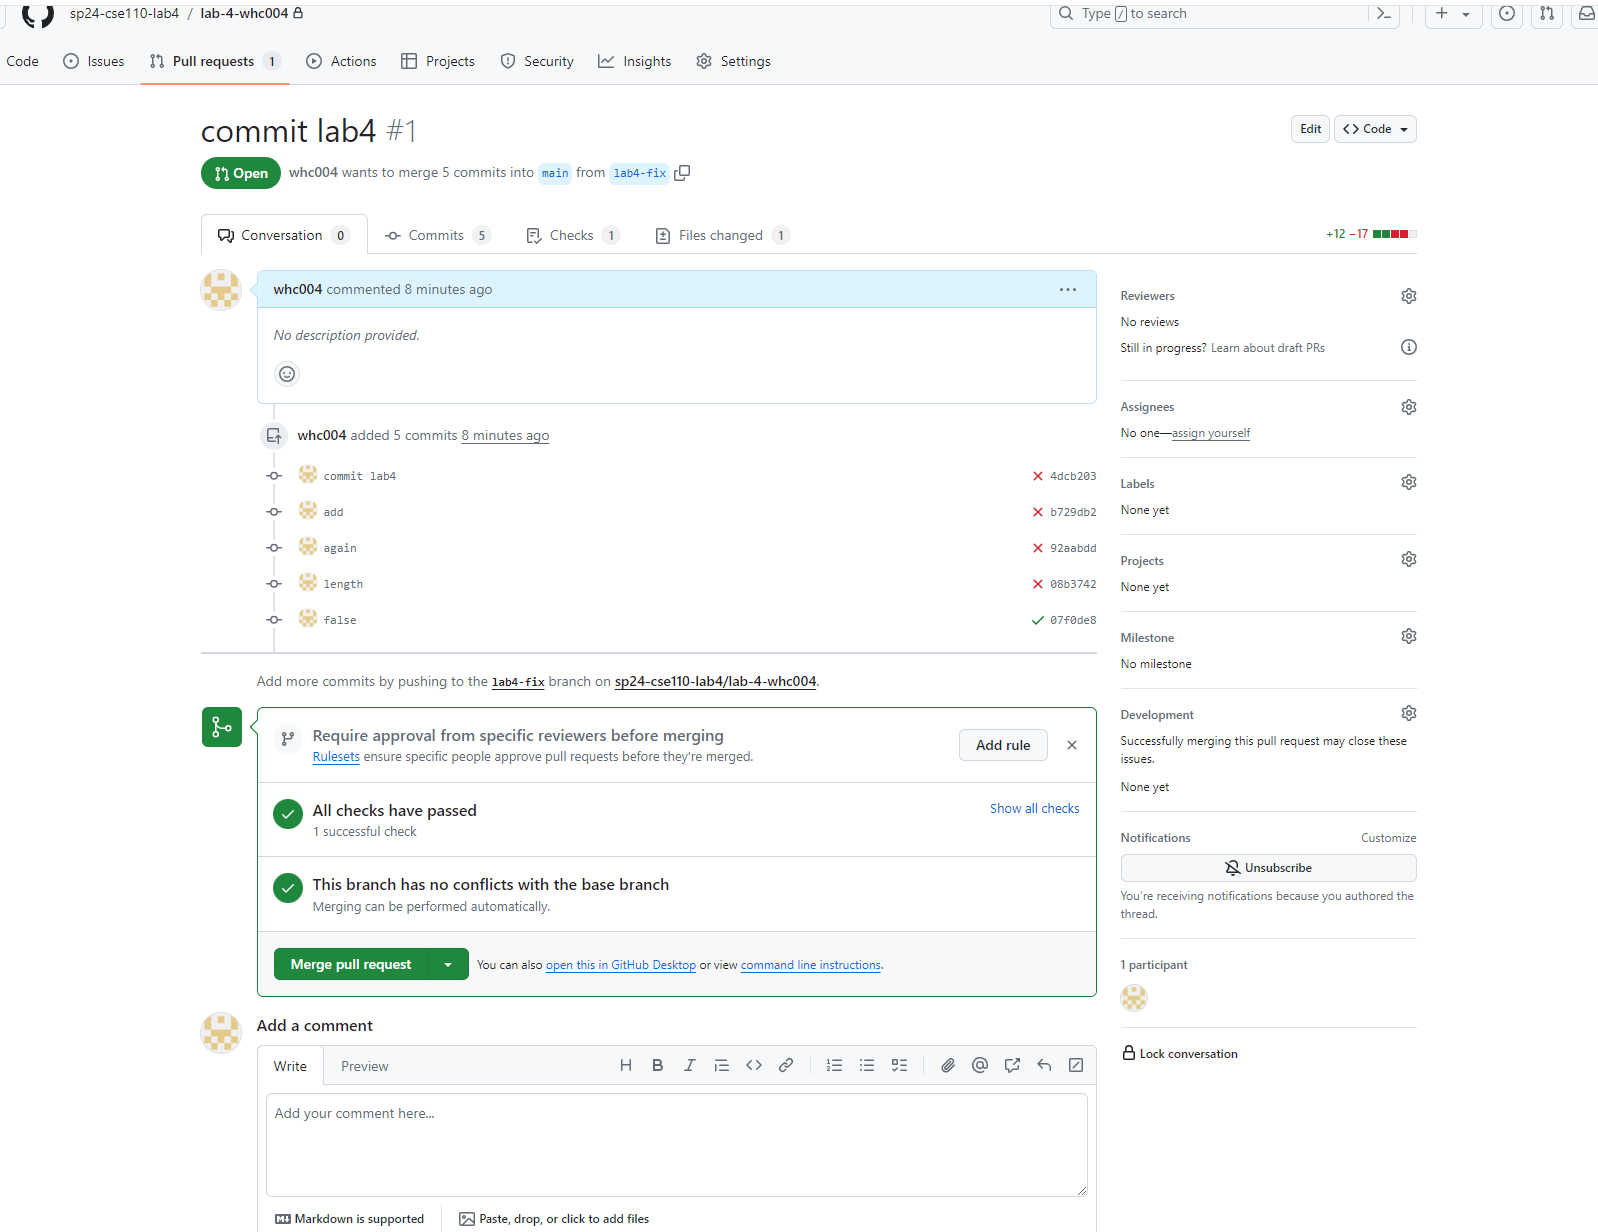 sp24-cse110-lab4 / lab-4-whc004
Type / to search
Code Issues Pull requests 1 Actions Projects Security Insights Settings
commit lab4 #1
Edit <> Code
Open whc004 wants to merge 5 commits into main from lab4-fix
Conversation 0 Commits 5 Checks 1 Files changed 1 +12 −17
whc004 commented 8 minutes ago
No description provided.
whc004 added 5 commits 8 minutes ago
commit lab4 4dcb203
add b729db2
again 92aabdd
length 08b3742
false 07f0de8
Add more commits by pushing to the lab4-fix branch on sp24-cse110-lab4/lab-4-whc004.
Require approval from specific reviewers before merging
Rulesets ensure specific people approve pull requests before they're merged.
Add rule
All checks have passed
1 successful check
Show all checks
This branch has no conflicts with the base branch
Merging can be performed automatically.
Merge pull request You can also open this in GitHub Desktop or view command line instructions.
Add a comment
Write Preview
Add your comment here...
Markdown is supported Paste, drop, or click to add files
Reviewers
No reviews
Still in progress? Learn about draft PRs
Assignees
No one—assign yourself
Labels
None yet
Projects
None yet
Milestone
No milestone
Development
Successfully merging this pull request may close these
issues.
None yet
Notifications Customize
Unsubscribe
You're receiving notifications because you authored the
thread.
1 participant
Lock conversation